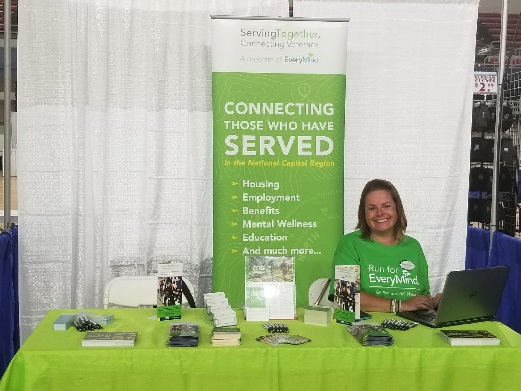 ServingTogether.
Connecting Veterans
A program of EveryMind
CONNECTING
THOSE WHO HAVE
SERVED
in the National Capital Region
➢ Housing
➢ Employment
➢ Benefits
➢ Mental Wellness
➢ Education
➢ And much more...
Run for
EveryMind
$2